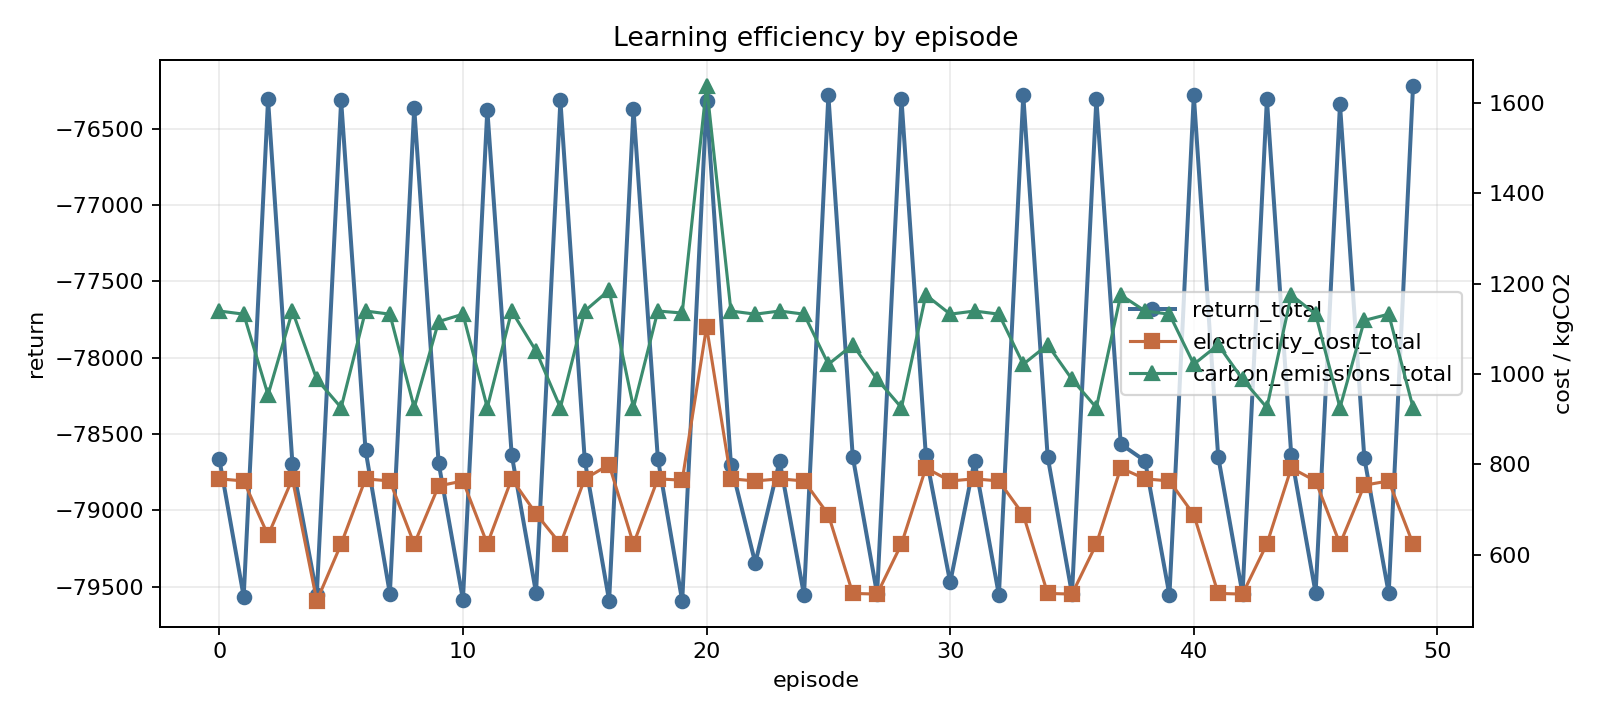 Learning efficiency by episode
−76500
−77000
−77500
−78000
−78500
−79000
−79500
return
1600
1400
1200
1000
800
600
cost / kgCO2
return_total
electricity_cost_total
carbon_emissions_total
0 10 20 30 40 50
episode